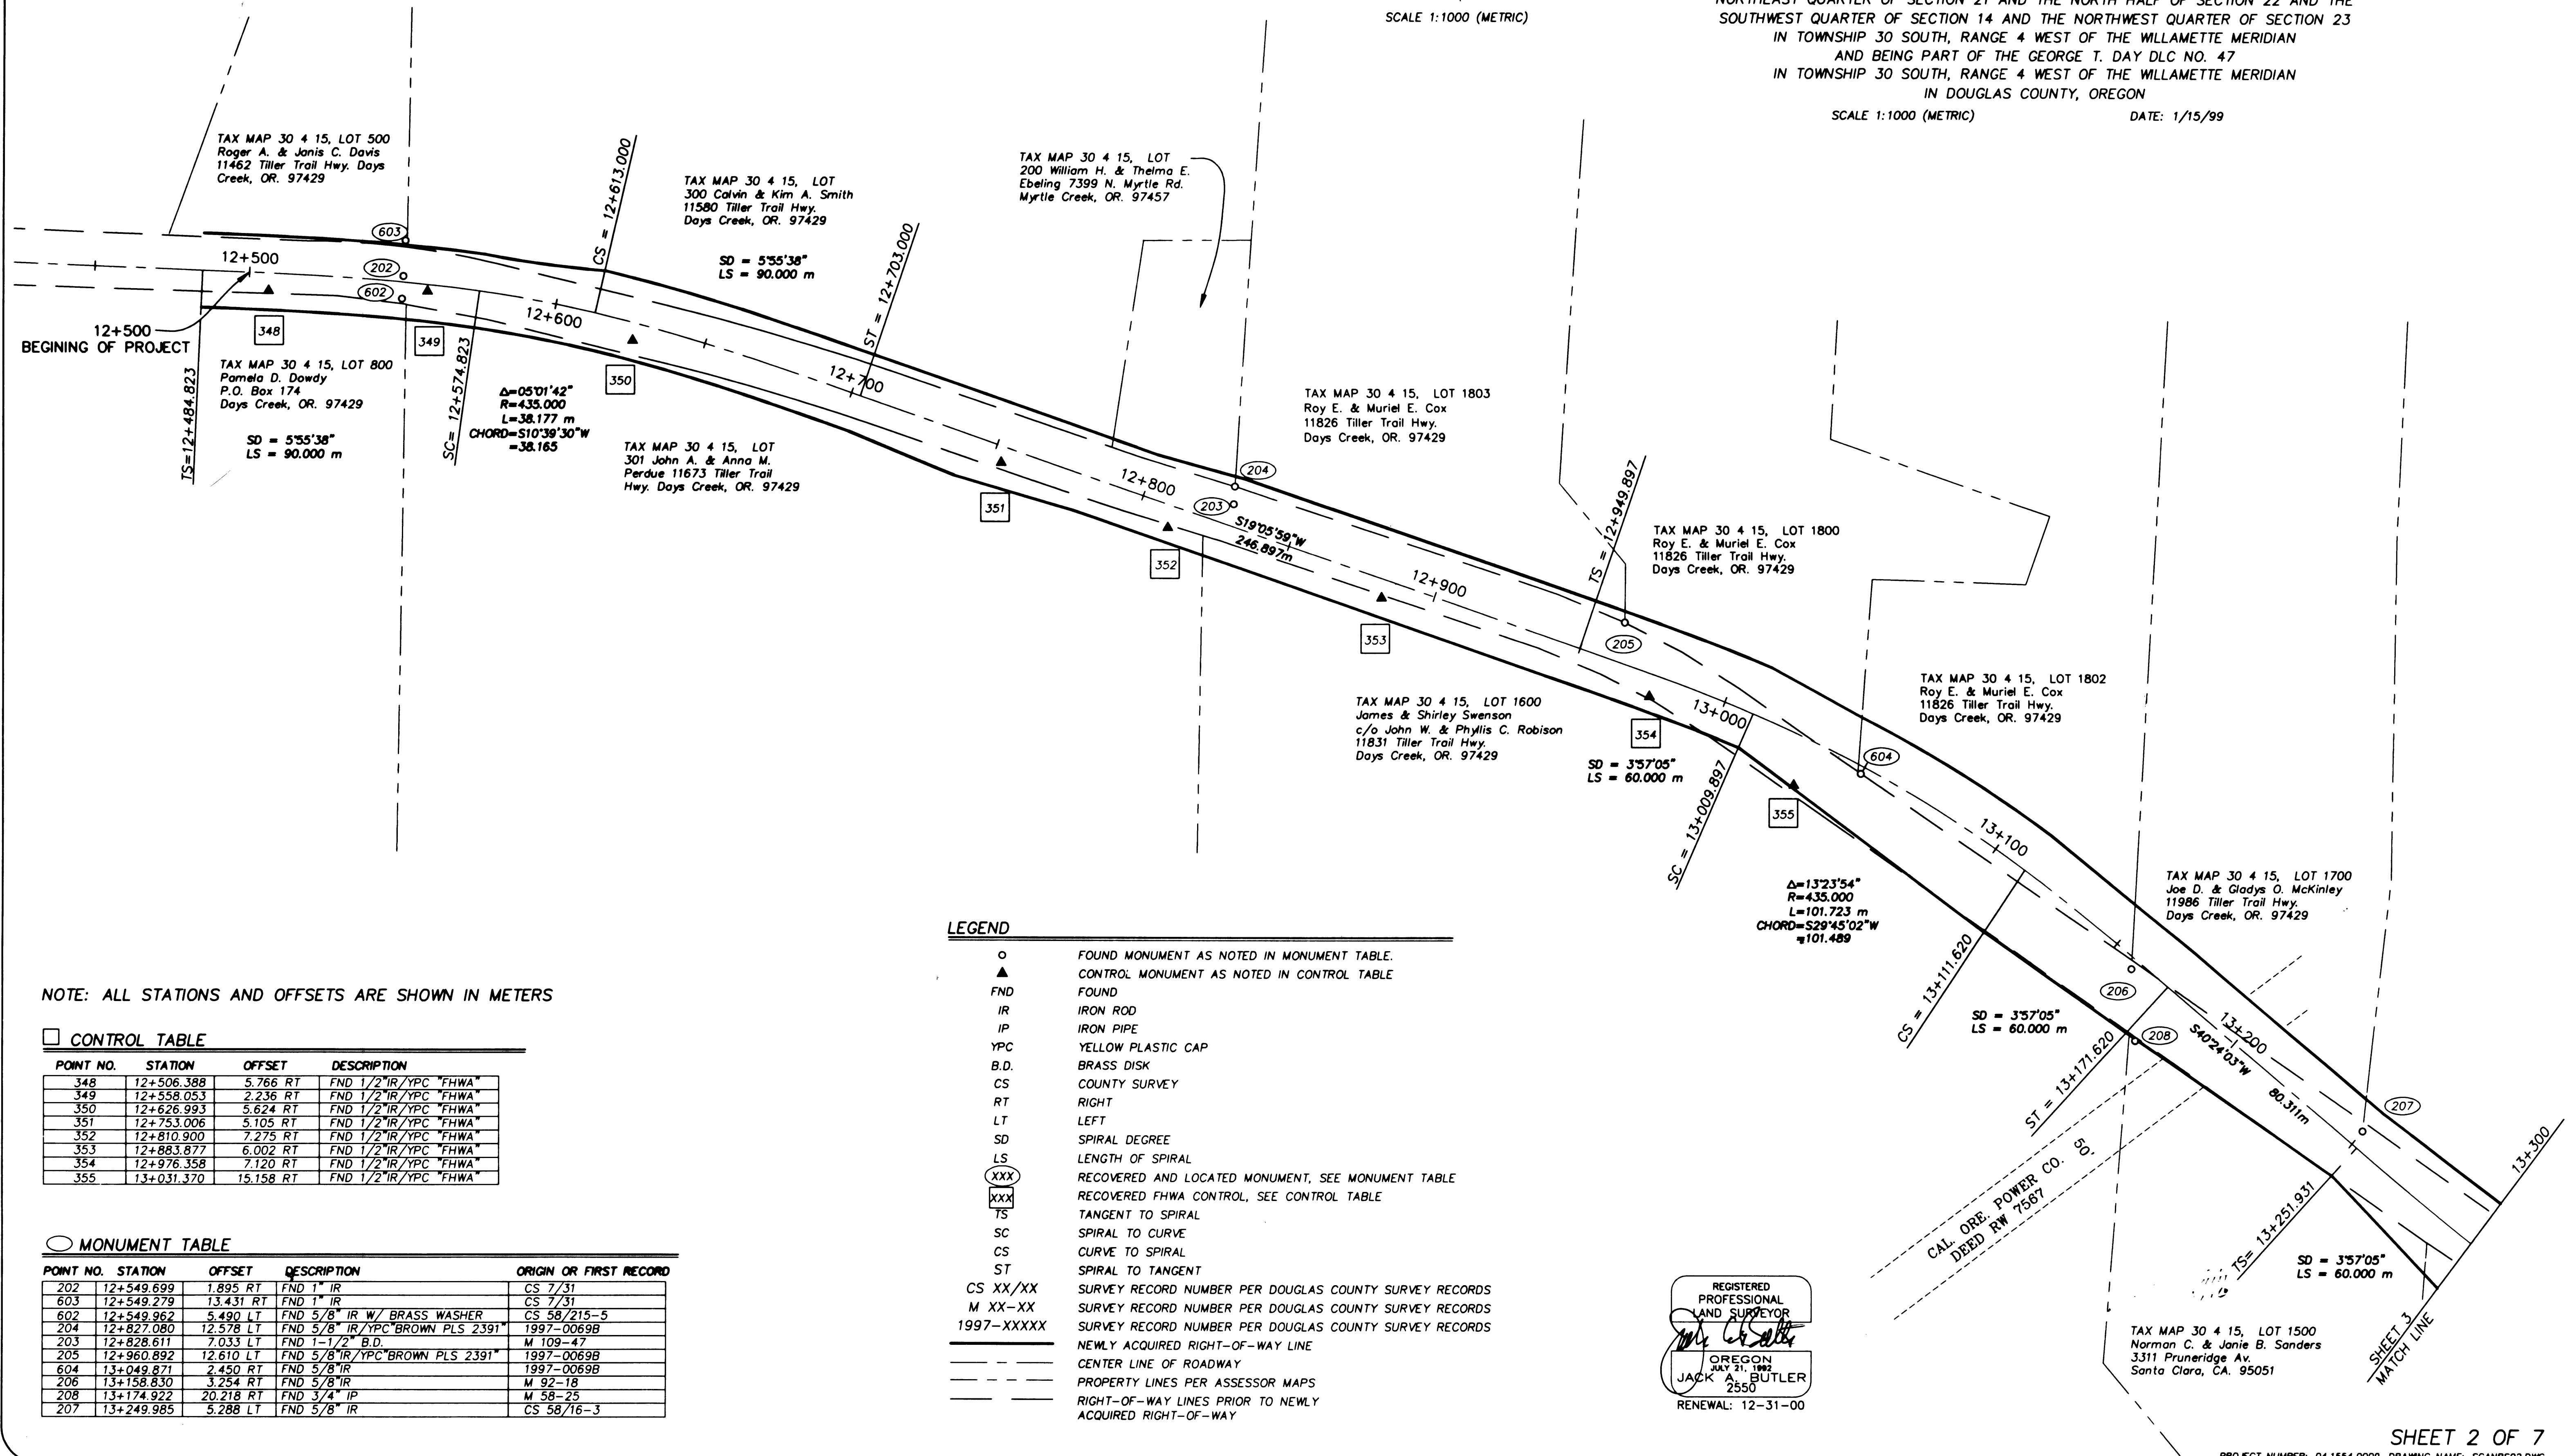 SCALE 1:1000 (METRIC)
NORTHEAST QUARTER OF SECTION 21 AND THE NORTH HALF OF SECTION 22 AND THE
SOUTHWEST QUARTER OF SECTION 14 AND THE NORTHWEST QUARTER OF SECTION 23
IN TOWNSHIP 30 SOUTH, RANGE 4 WEST OF THE WILLAMETTE MERIDIAN
AND BEING PART OF THE GEORGE T. DAY DLC NO. 47
IN TOWNSHIP 30 SOUTH, RANGE 4 WEST OF THE WILLAMETTE MERIDIAN
IN DOUGLAS COUNTY, OREGON
SCALE 1:1000 (METRIC) DATE: 1/15/99
TAX MAP 30 4 15, LOT 500
Roger A. & Janis C. Davis
11462 Tiller Trail Hwy. Days
Creek, OR. 97429
CS = 12+613.000
TAX MAP 30 4 15, LOT
300 Calvin & Kim A. Smith
11580 Tiller Trail Hwy.
Days Creek, OR. 97429
SD = 5°55'38"
LS = 90.000 m
ST = 12+703.000
TAX MAP 30 4 15, LOT
200 William H. & Thelma E.
Ebeling 7399 N. Myrtle Rd.
Myrtle Creek, OR. 97457
603
202
602
12+500
12+500
BEGINING OF PROJECT
348
349
350
12+600
12+700
TS=12+484.823
TAX MAP 30 4 15, LOT 800
Pamela D. Dowdy
P.O. Box 174
Days Creek, OR. 97429
SD = 5°55'38"
LS = 90.000 m
SC= 12+574.823
Δ=05°01'42"
R=435.000
L=38.177 m
CHORD=S10°39'30"W
=38.165
TAX MAP 30 4 15, LOT
301 John A. & Anna M.
Perdue 11673 Tiller Trail
Hwy. Days Creek, OR. 97429
351
12+800
352
203
204
S19°05'59"W
246.897m
TAX MAP 30 4 15, LOT 1803
Roy E. & Muriel E. Cox
11826 Tiller Trail Hwy.
Days Creek, OR. 97429
12+900
353
TS = 12+949.897
205
TAX MAP 30 4 15, LOT 1800
Roy E. & Muriel E. Cox
11826 Tiller Trail Hwy.
Days Creek, OR. 97429
TAX MAP 30 4 15, LOT 1600
James & Shirley Swenson
c/o John W. & Phyllis C. Robison
11831 Tiller Trail Hwy.
Days Creek, OR. 97429
354
13+000
SD = 3°57'05"
LS = 60.000 m
SC = 13+009.897
355
604
TAX MAP 30 4 15, LOT 1802
Roy E. & Muriel E. Cox
11826 Tiller Trail Hwy.
Days Creek, OR. 97429
13+100
Δ=13°23'54"
R=435.000
L=101.723 m
CHORD=S29°45'02"W
=101.489
CS = 13+111.620
TAX MAP 30 4 15, LOT 1700
Joe D. & Gladys O. McKinley
11986 Tiller Trail Hwy.
Days Creek, OR. 97429
SD = 3°57'05"
LS = 60.000 m
206
208
ST = 13+171.620
13+200
S40°24'03"W
80.311m
207
13+300
CAL. ORE. POWER CO. 50'
DEED RW 7587
TS= 13+251.931
SD = 3°57'05"
LS = 60.000 m
SHEET 3
MATCH LINE
TAX MAP 30 4 15, LOT 1500
Norman C. & Janie B. Sanders
3311 Pruneridge Av.
Santa Clara, CA. 95051
NOTE: ALL STATIONS AND OFFSETS ARE SHOWN IN METERS
CONTROL TABLE
POINT NO. STATION OFFSET DESCRIPTION
348 12+506.388 5.766 RT FND 1/2"IR/YPC "FHWA"
349 12+558.053 2.236 RT FND 1/2"IR/YPC "FHWA"
350 12+626.993 5.624 RT FND 1/2"IR/YPC "FHWA"
351 12+753.006 5.105 RT FND 1/2"IR/YPC "FHWA"
352 12+810.900 7.275 RT FND 1/2"IR/YPC "FHWA"
353 12+883.877 6.002 RT FND 1/2"IR/YPC "FHWA"
354 12+976.358 7.120 RT FND 1/2"IR/YPC "FHWA"
355 13+031.370 15.158 RT FND 1/2"IR/YPC "FHWA"
MONUMENT TABLE
POINT NO. STATION OFFSET DESCRIPTION ORIGIN OR FIRST RECORD
202 12+549.699 1.895 RT FND 1" IR CS 7/31
603 12+549.279 13.431 RT FND 1" IR CS 7/31
602 12+549.962 5.490 LT FND 5/8" IR W/ BRASS WASHER CS 58/215-5
204 12+827.080 12.578 LT FND 5/8" IR/YPC"BROWN PLS 2391" 1997-0069B
203 12+828.611 7.033 LT FND 1-1/2" B.D. M 109-47
205 12+960.892 12.610 LT FND 5/8"IR/YPC"BROWN PLS 2391" 1997-0069B
604 13+049.871 2.450 RT FND 5/8"IR 1997-0069B
206 13+158.830 3.254 RT FND 5/8"IR M 92-18
208 13+174.922 20.218 RT FND 3/4" IP M 58-25
207 13+249.985 5.288 LT FND 5/8" IR CS 58/16-3
LEGEND
FOUND MONUMENT AS NOTED IN MONUMENT TABLE.
CONTROL MONUMENT AS NOTED IN CONTROL TABLE
FND FOUND
IR IRON ROD
IP IRON PIPE
YPC YELLOW PLASTIC CAP
B.D. BRASS DISK
CS COUNTY SURVEY
RT RIGHT
LT LEFT
SD SPIRAL DEGREE
LS LENGTH OF SPIRAL
XXX RECOVERED AND LOCATED MONUMENT, SEE MONUMENT TABLE
XXX RECOVERED FHWA CONTROL, SEE CONTROL TABLE
TS TANGENT TO SPIRAL
SC SPIRAL TO CURVE
CS CURVE TO SPIRAL
ST SPIRAL TO TANGENT
CS XX/XX SURVEY RECORD NUMBER PER DOUGLAS COUNTY SURVEY RECORDS
M XX-XX SURVEY RECORD NUMBER PER DOUGLAS COUNTY SURVEY RECORDS
1997-XXXXX SURVEY RECORD NUMBER PER DOUGLAS COUNTY SURVEY RECORDS
NEWLY ACQUIRED RIGHT-OF-WAY LINE
CENTER LINE OF ROADWAY
PROPERTY LINES PER ASSESSOR MAPS
RIGHT-OF-WAY LINES PRIOR TO NEWLY
ACQUIRED RIGHT-OF-WAY
REGISTERED
PROFESSIONAL
LAND SURVEYOR
OREGON
JULY 21, 1992
JACK A. BUTLER
2550
RENEWAL: 12-31-00
SHEET 2 OF 7